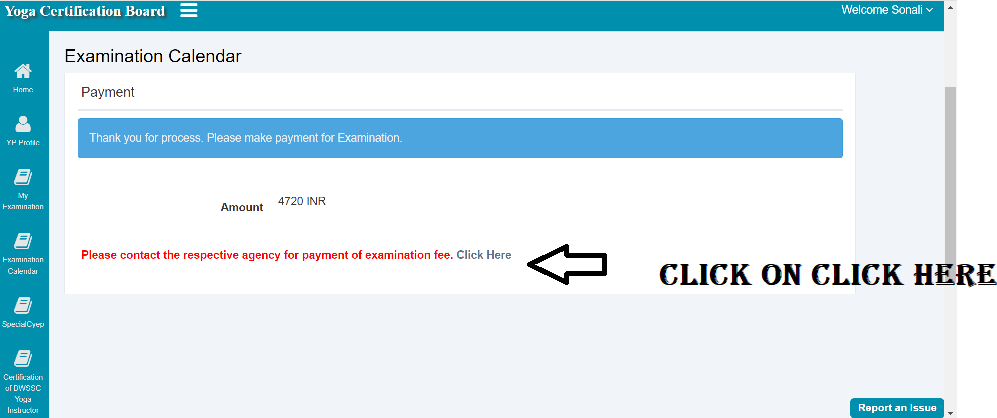 Yoga Certification Board
Welcome Sonali
Home
YP Profile
My
Examination
Examination
Calendar
SpecialCyep
Certification
of DWSSC
Yoga
Instructor
Examination Calendar
Payment
Thank you for process. Please make payment for Examination.
Amount 4720 INR
Please contact the respective agency for payment of examination fee. Click Here
CLICK ON CLICK HERE
Report an Issue